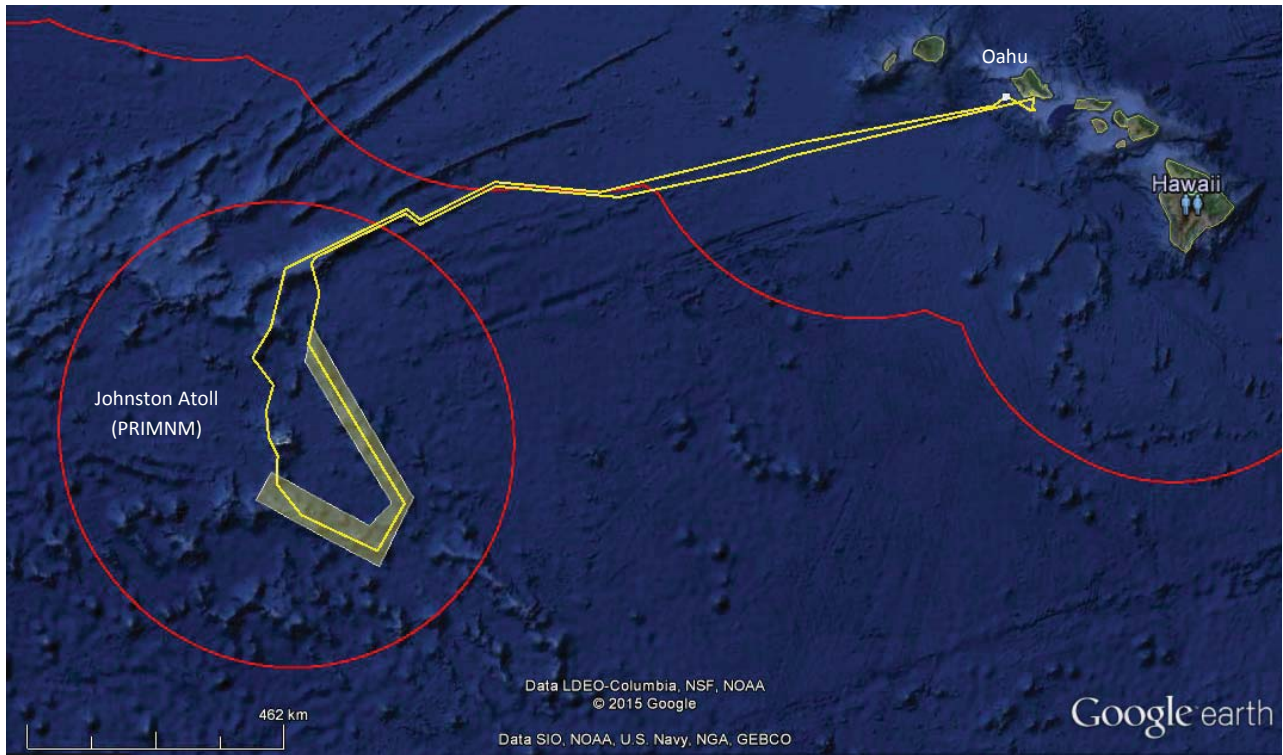 Oahu
Hawaii
Johnston Atoll
(PRIMNM)
Data LDEO-Columbia, NSF, NOAA
© 2015 Google
462 km
Google earth
Data SIO, NOAA, U.S. Navy, NGA, GEBCO